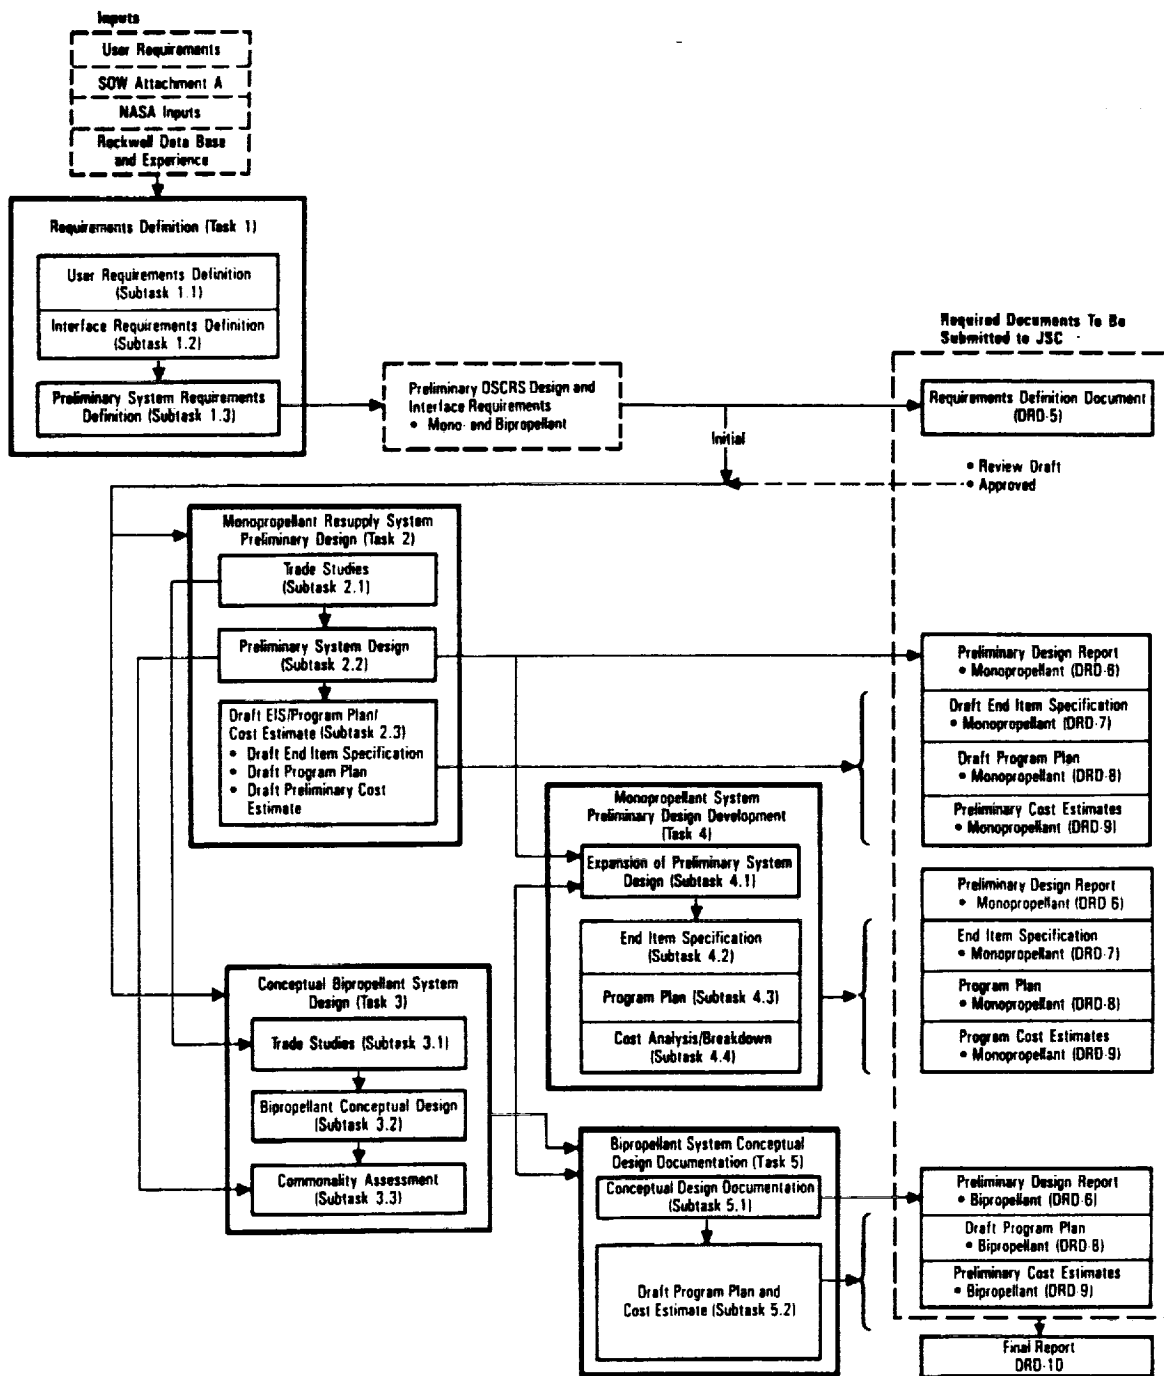 Inputs
User Requirements
SOW Attachment A
NASA Inputs
Rockwell Data Base
and Experience
Requirements Definition (Task 1)
User Requirements Definition
(Subtask 1.1)
Interface Requirements Definition
(Subtask 1.2)
Preliminary System Requirements
Definition (Subtask 1.3)
Preliminary OSCRS Design and
Interface Requirements
• Mono- and Bipropellant
Initial
Required Documents To Be
Submitted to JSC
Requirements Definition Document
(DRD-5)
• Review Draft
• Approved
Monopropellant Resupply System
Preliminary Design (Task 2)
Trade Studies
(Subtask 2.1)
Preliminary System Design
(Subtask 2.2)
Draft EIS/Program Plan/
Cost Estimate (Subtask 2.3)
• Draft End Item Specification
• Draft Program Plan
• Draft Preliminary Cost
Estimate
Preliminary Design Report
• Monopropellant (DRD-6)
Draft End Item Specification
• Monopropellant (DRD-7)
Draft Program Plan
• Monopropellant (DRD-8)
Preliminary Cost Estimates
• Monopropellant (DRD-9)
Monopropellant System
Preliminary Design Development
(Task 4)
Expansion of Preliminary System
Design (Subtask 4.1)
End Item Specification
(Subtask 4.2)
Program Plan (Subtask 4.3)
Cost Analysis/Breakdown
(Subtask 4.4)
Preliminary Design Report
• Monopropellant (DRD 6)
End Item Specification
• Monopropellant (DRD-7)
Program Plan
• Monopropellant (DRD-8)
Program Cost Estimates
• Monopropellant (DRD-9)
Conceptual Bipropellant System
Design (Task 3)
Trade Studies (Subtask 3.1)
Bipropellant Conceptual Design
(Subtask 3.2)
Commonality Assessment
(Subtask 3.3)
Bipropellant System Conceptual
Design Documentation (Task 5)
Conceptual Design Documentation
(Subtask 5.1)
Draft Program Plan and
Cost Estimate (Subtask 5.2)
Preliminary Design Report
• Bipropellant (DRD-6)
Draft Program Plan
• Bipropellant (DRD-8)
Preliminary Cost Estimates
• Bipropellant (DRD-9)
Final Report
DRD-10